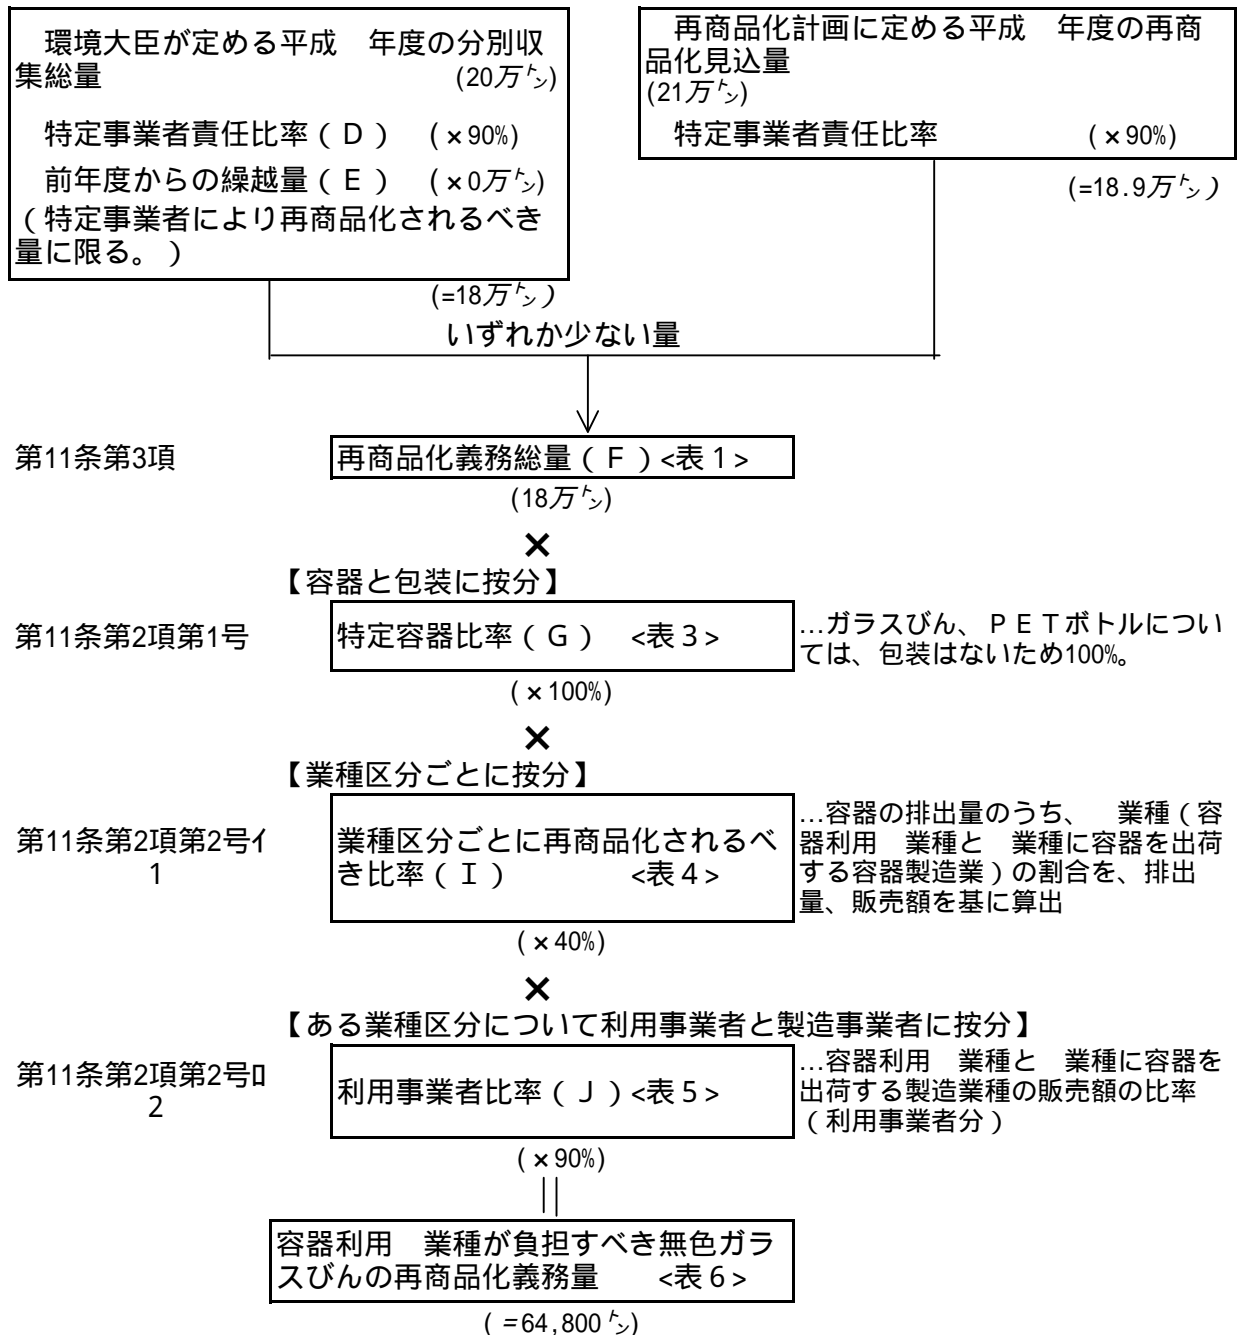 環境大臣が定める平成　年度の分別収
集総量　(20万㌧)
特定事業者責任比率（Ｄ）　(×90%)
前年度からの繰越量（Ｅ）　(×0万㌧)
（特定事業者により再商品化されるべき
量に限る。）
(=18万㌧)
再商品化計画に定める平成　年度の再商
品化見込量
(21万㌧)
特定事業者責任比率　(×90%)
(=18.9万㌧)
いずれか少ない量
第11条第3項
再商品化義務総量（Ｆ）<表１>
(18万㌧)
×
【容器と包装に按分】
第11条第2項第1号
特定容器比率（Ｇ）　<表３>
…ガラスびん、ＰＥＴボトルについ
ては、包装はないため100%。
(×100%)
×
【業種区分ごとに按分】
第11条第2項第2号ｲ
1
業種区分ごとに再商品化されるべ
き比率（Ｉ）　<表４>
…容器の排出量のうち、　業種（容
器利用　業種と　業種に容器を出荷
する容器製造業）の割合を、排出
量、販売額を基に算出
(×40%)
×
【ある業種区分について利用事業者と製造事業者に按分】
第11条第2項第2号ﾛ
2
利用事業者比率（Ｊ）<表５>
…容器利用　業種と　業種に容器を
出荷する製造業種の販売額の比率
（利用事業者分）
(×90%)
||
容器利用　業種が負担すべき無色ガラ
スびんの再商品化義務量　<表６>
(=64,800㌧)